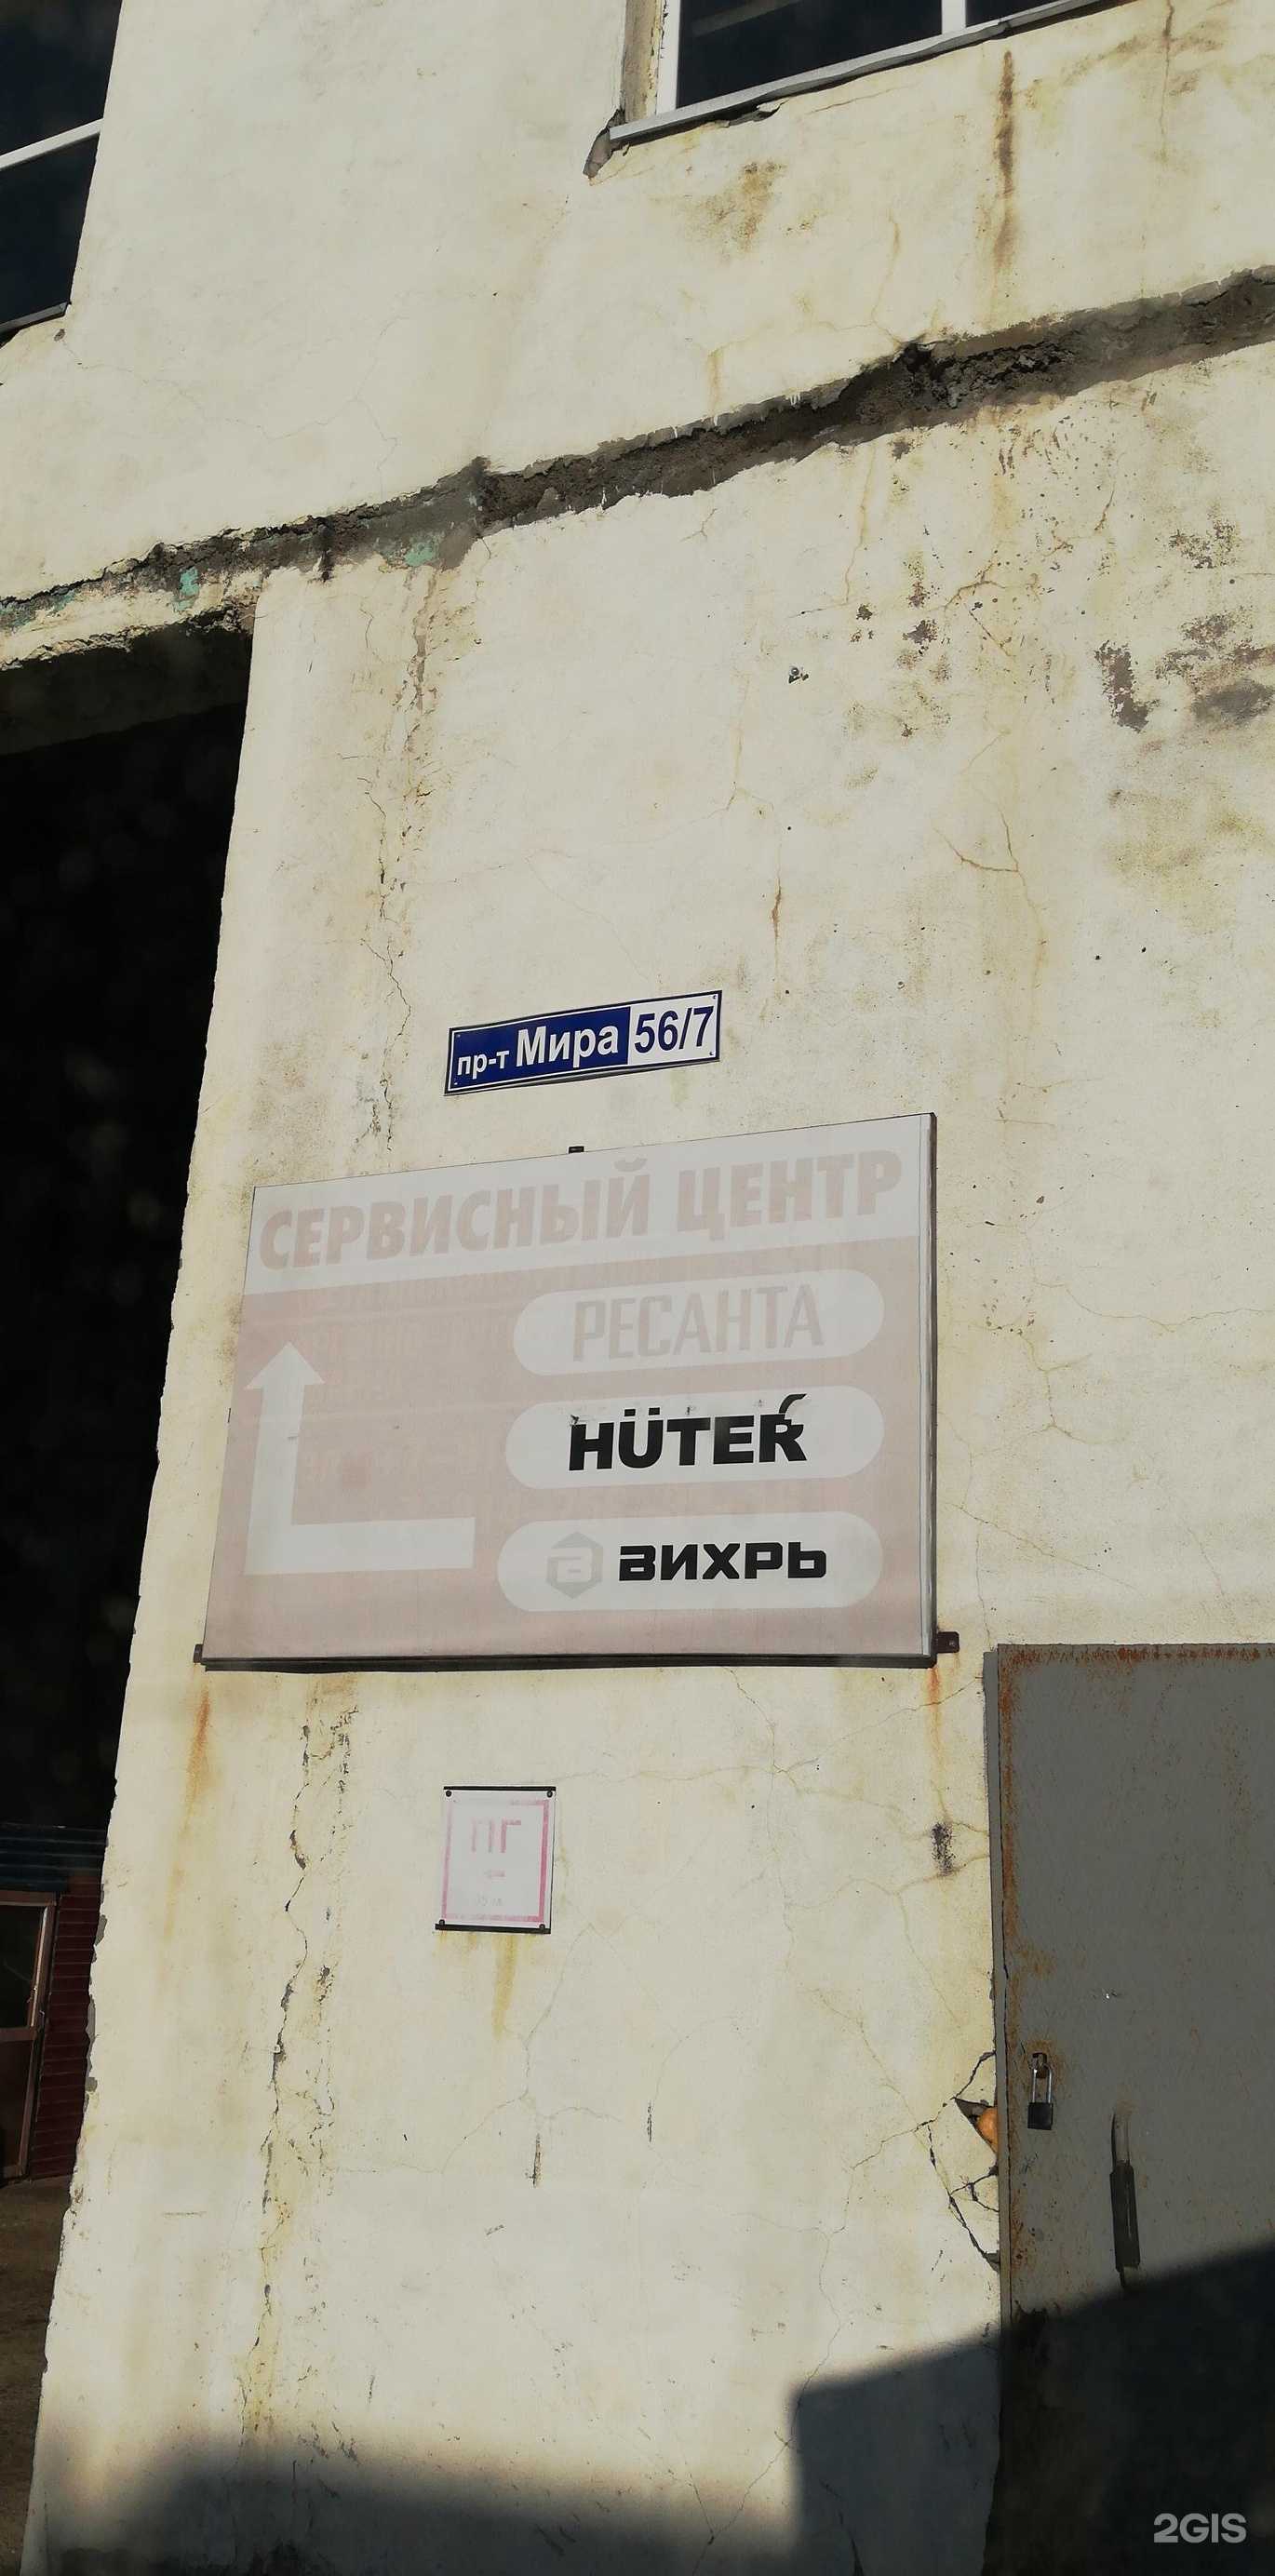 пр-т Мира 56/7
СЕРВИСНЫЙ ЦЕНТР
РЕСАНТА
HÜTER
В ВИХРЬ
ПГ
2GIS